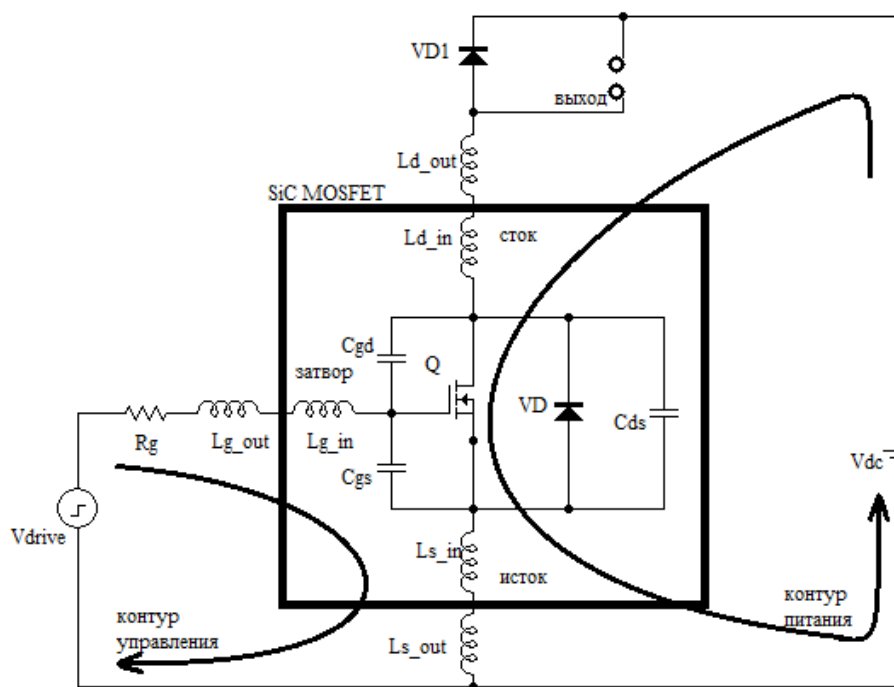 VD1
выход
Ld_out
SiC MOSFET
Ld_in
сток
Cgd
Q
затвор
VD
Cds
Rg
Lg_out
Lg_in
Cgs
Vdc
Vdrive
Ls_in
исток
контур
управления
контур
питания
Ls_out